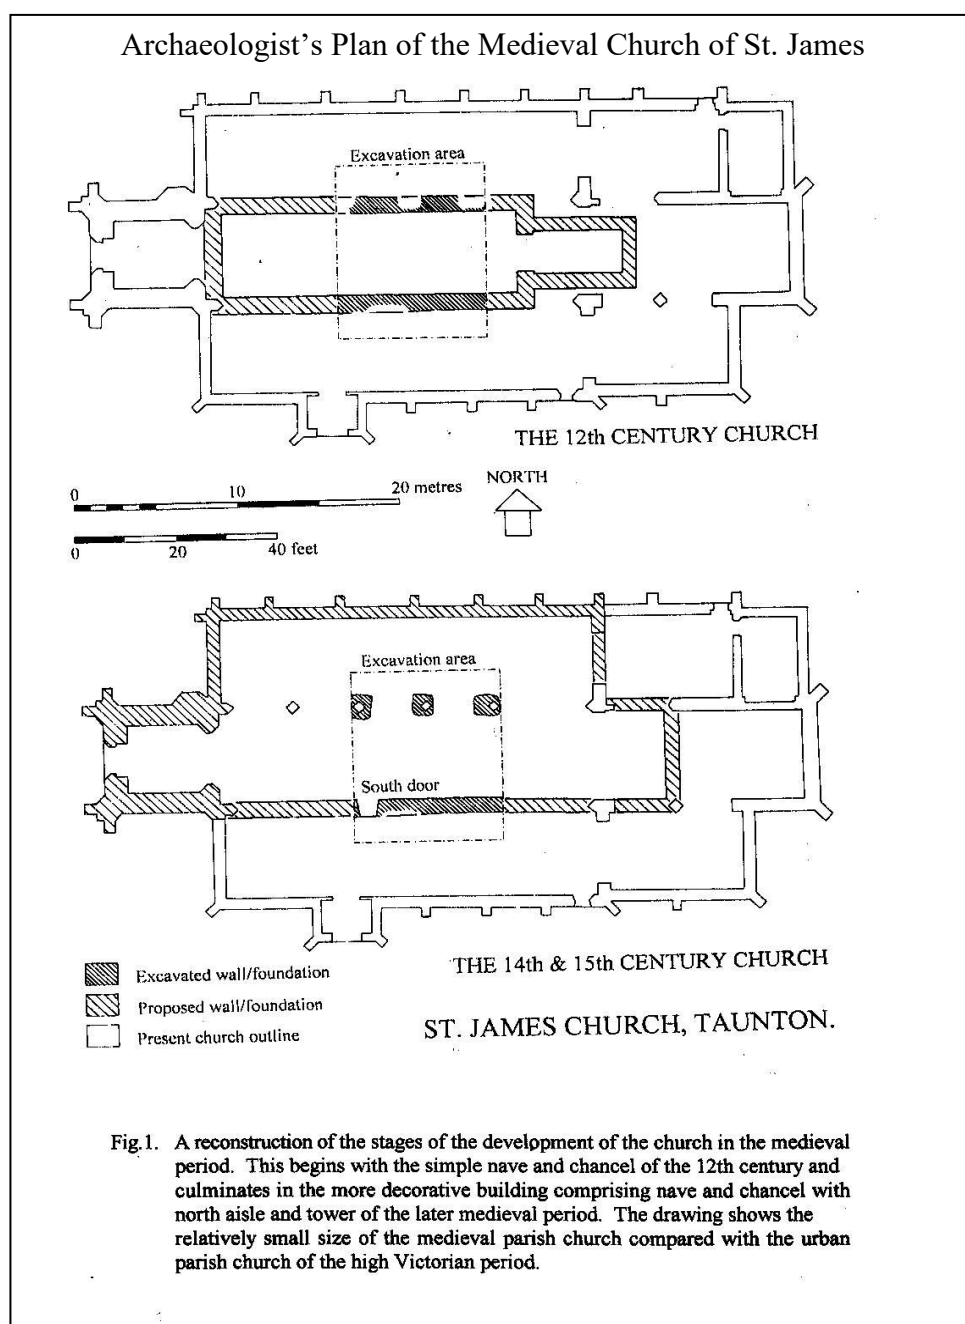 Archaeologist’s Plan of the Medieval Church of St. James
Excavation area
THE 12th CENTURY CHURCH
0 10 20 metres
NORTH
0 20 40 feet
Excavation area
South door
Excavated wall/foundation
Proposed wall/foundation
Present church outline
THE 14th & 15th CENTURY CHURCH
ST. JAMES CHURCH, TAUNTON.
Fig.1. A reconstruction of the stages of the development of the church in the medieval
period. This begins with the simple nave and chancel of the 12th century and
culminates in the more decorative building comprising nave and chancel with
north aisle and tower of the later medieval period. The drawing shows the
relatively small size of the medieval parish church compared with the urban
parish church of the high Victorian period.